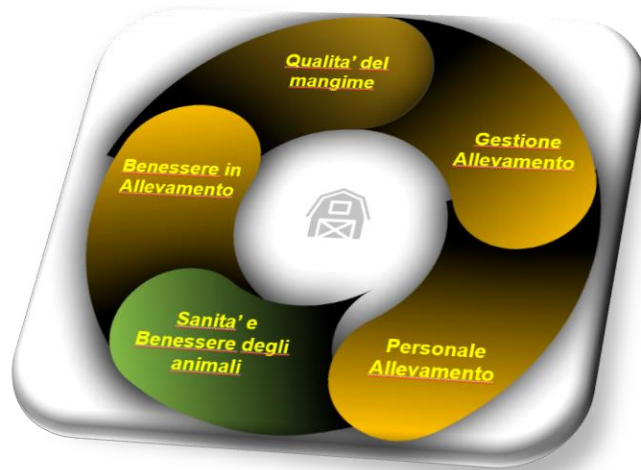 Qualita’ del
mangime
Gestione
Allevamento
Benessere in
Allevamento
Sanita’ e
Benessere degli
animali
Personale
Allevamento